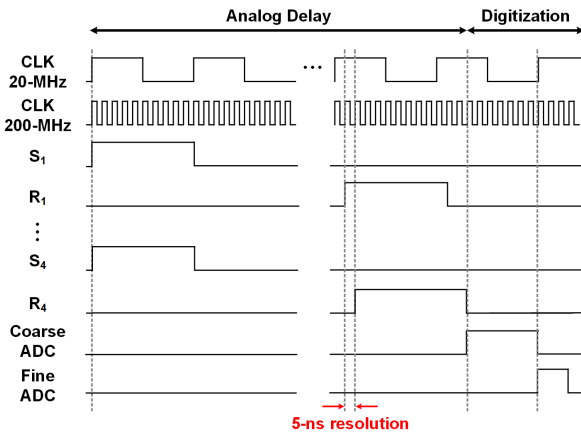 Analog Delay
Digitization
CLK
20-MHz
...
CLK
200-MHz
S₁
R₁
⋮
S₄
R₄
Coarse
ADC
Fine
ADC
5-ns resolution